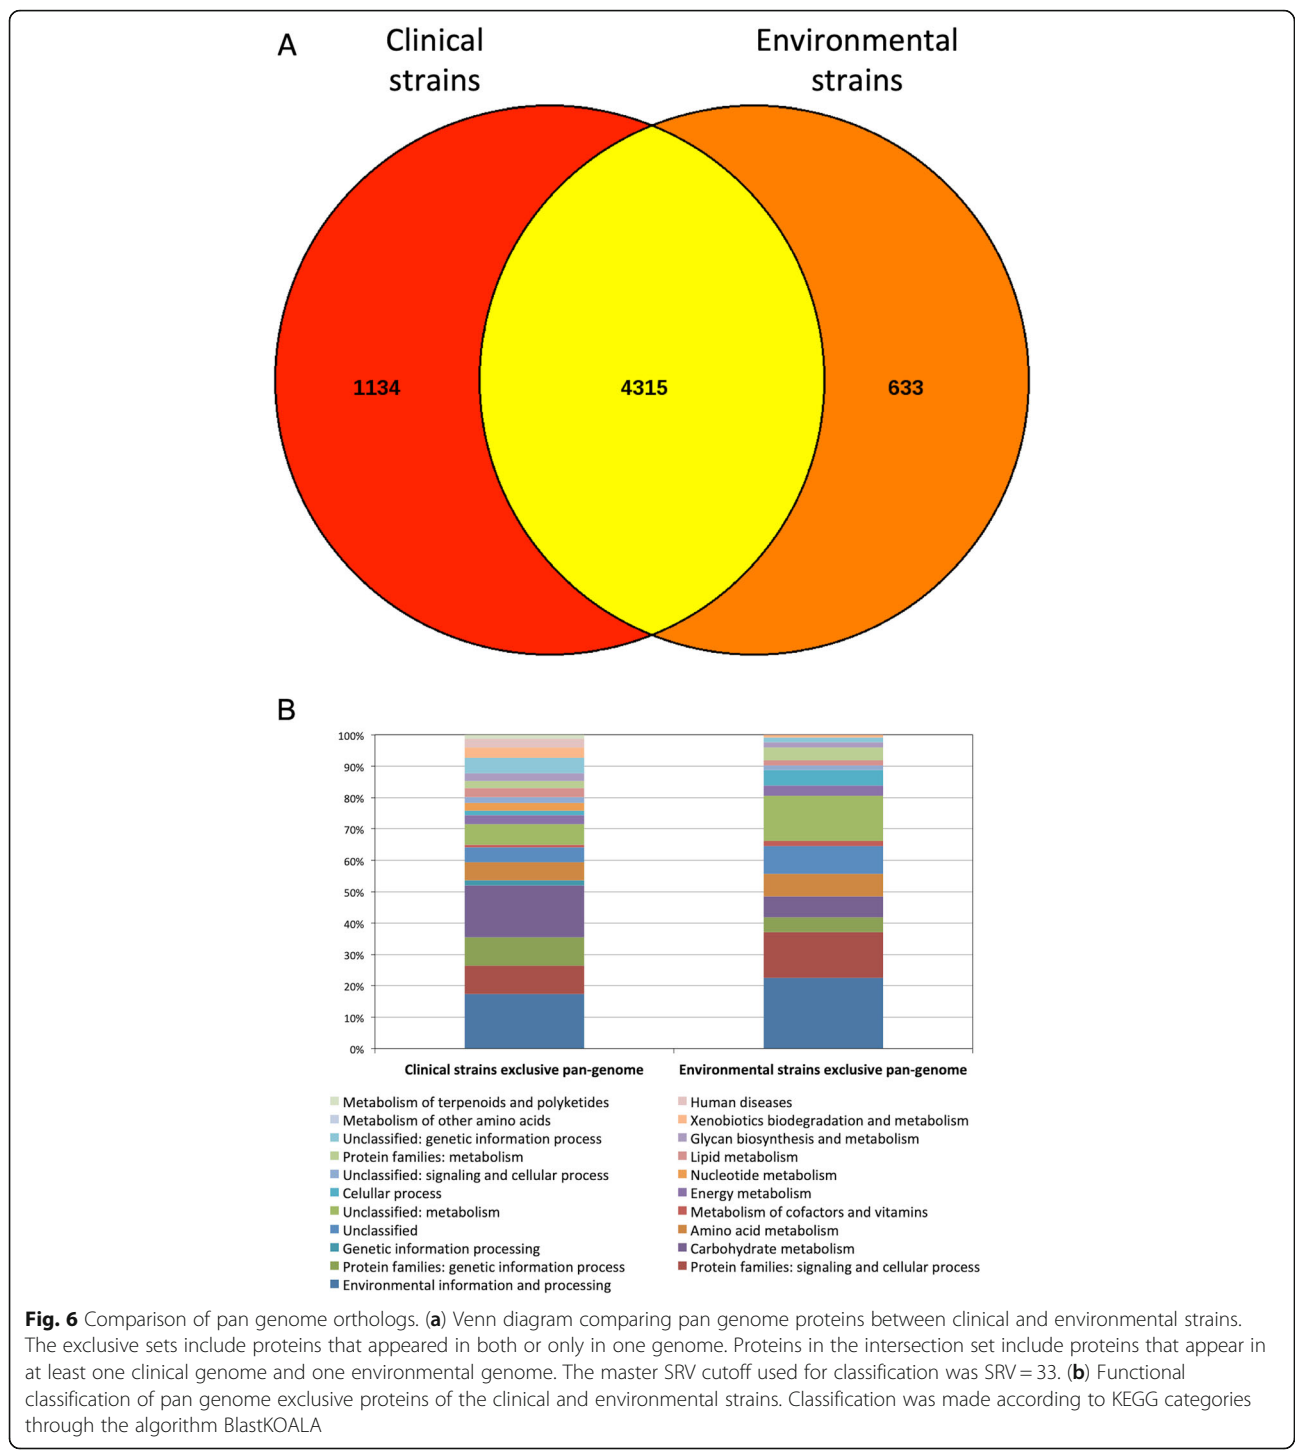 A
Clinical
strains
Environmental
strains
1134
4315
633
B
100%
90%
80%
70%
60%
50%
40%
30%
20%
10%
0%
Clinical strains exclusive pan-genome
Environmental strains exclusive pan-genome
Metabolism of terpenoids and polyketides
Human diseases
Metabolism of other amino acids
Xenobiotics biodegradation and metabolism
Unclassified: genetic information process
Glycan biosynthesis and metabolism
Protein families: metabolism
Lipid metabolism
Unclassified: signaling and cellular process
Nucleotide metabolism
Celullar process
Energy metabolism
Unclassified: metabolism
Metabolism of cofactors and vitamins
Unclassified
Amino acid metabolism
Genetic information processing
Carbohydrate metabolism
Protein families: genetic information process
Protein families: signaling and cellular process
Environmental information and processing
Fig. 6 Comparison of pan genome orthologs. (a) Venn diagram comparing pan genome proteins between clinical and environmental strains.
The exclusive sets include proteins that appeared in both or only in one genome. Proteins in the intersection set include proteins that appear in
at least one clinical genome and one environmental genome. The master SRV cutoff used for classification was SRV = 33. (b) Functional
classification of pan genome exclusive proteins of the clinical and environmental strains. Classification was made according to KEGG categories
through the algorithm BlastKOALA